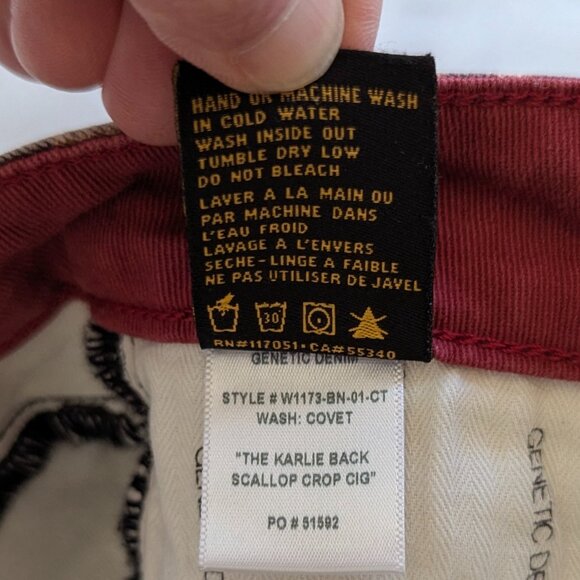 HAND OR MACHINE WASH
IN COLD WATER
WASH INSIDE OUT
TUMBLE DRY LOW
DO NOT BLEACH
LAVER A LA MAIN OU
PAR MACHINE DANS
L'EAU FROID
LAVAGE A L'ENVERS
SECHE-LINGE A FAIBLE
NE PAS UTILISER DE JAVEL
30
RN#117051 • CA#55340
GENETIC DENIM
STYLE # W1173-BN-01-CT
WASH: COVET
"THE KARLIE BACK
SCALLOP CROP CIG"
PO # 51592
GENETIC DE